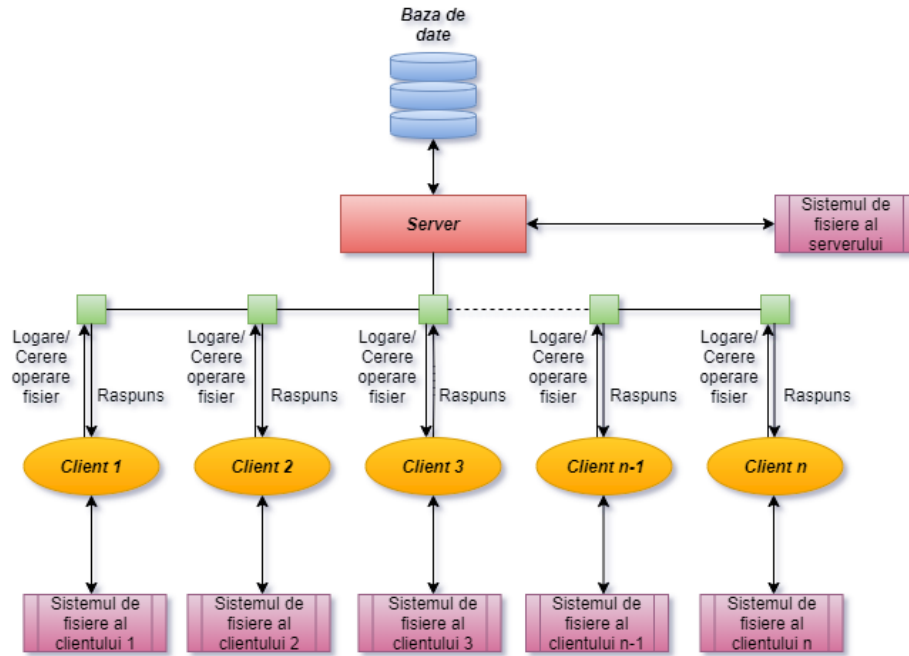 Baza de
date
Server
Sistemul de
fisiere al
serverului
Logare/
Cerere
operare
fisier
Raspuns
Logare/
Cerere
operare
fisier
Raspuns
Logare/
Cerere
operare
fisier
Raspuns
Logare/
Cerere
operare
fisier
Raspuns
Logare/
Cerere
operare
fisier
Raspuns
Client 1
Client 2
Client 3
Client n-1
Client n
Sistemul de
fisiere al
clientului 1
Sistemul de
fisiere al
clientului 2
Sistemul de
fisiere al
clientului 3
Sistemul de
fisiere al
clientului n-1
Sistemul de
fisiere al
clientului n